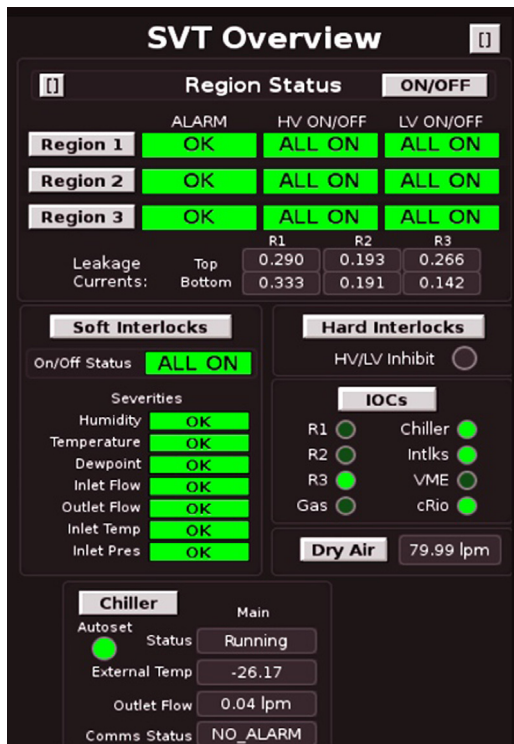 SVT Overview []
[] Region Status ON/OFF
ALARM HV ON/OFF LV ON/OFF
Region 1 OK ALL ON ALL ON
Region 2 OK ALL ON ALL ON
Region 3 OK ALL ON ALL ON
R1 R2 R3
Leakage Currents: Top 0.290 0.193 0.266
Bottom 0.333 0.191 0.142
Soft Interlocks
On/Off Status ALL ON
Severities
Humidity OK
Temperature OK
Dewpoint OK
Inlet Flow OK
Outlet Flow OK
Inlet Temp OK
Inlet Pres OK
Hard Interlocks
HV/LV Inhibit
IOCs
R1 Chiller
R2 Intlks
R3 VME
Gas cRio
Dry Air 79.99 lpm
Chiller
Main
Autoset
Status Running
External Temp -26.17
Outlet Flow 0.04 lpm
Comms Status NO_ALARM